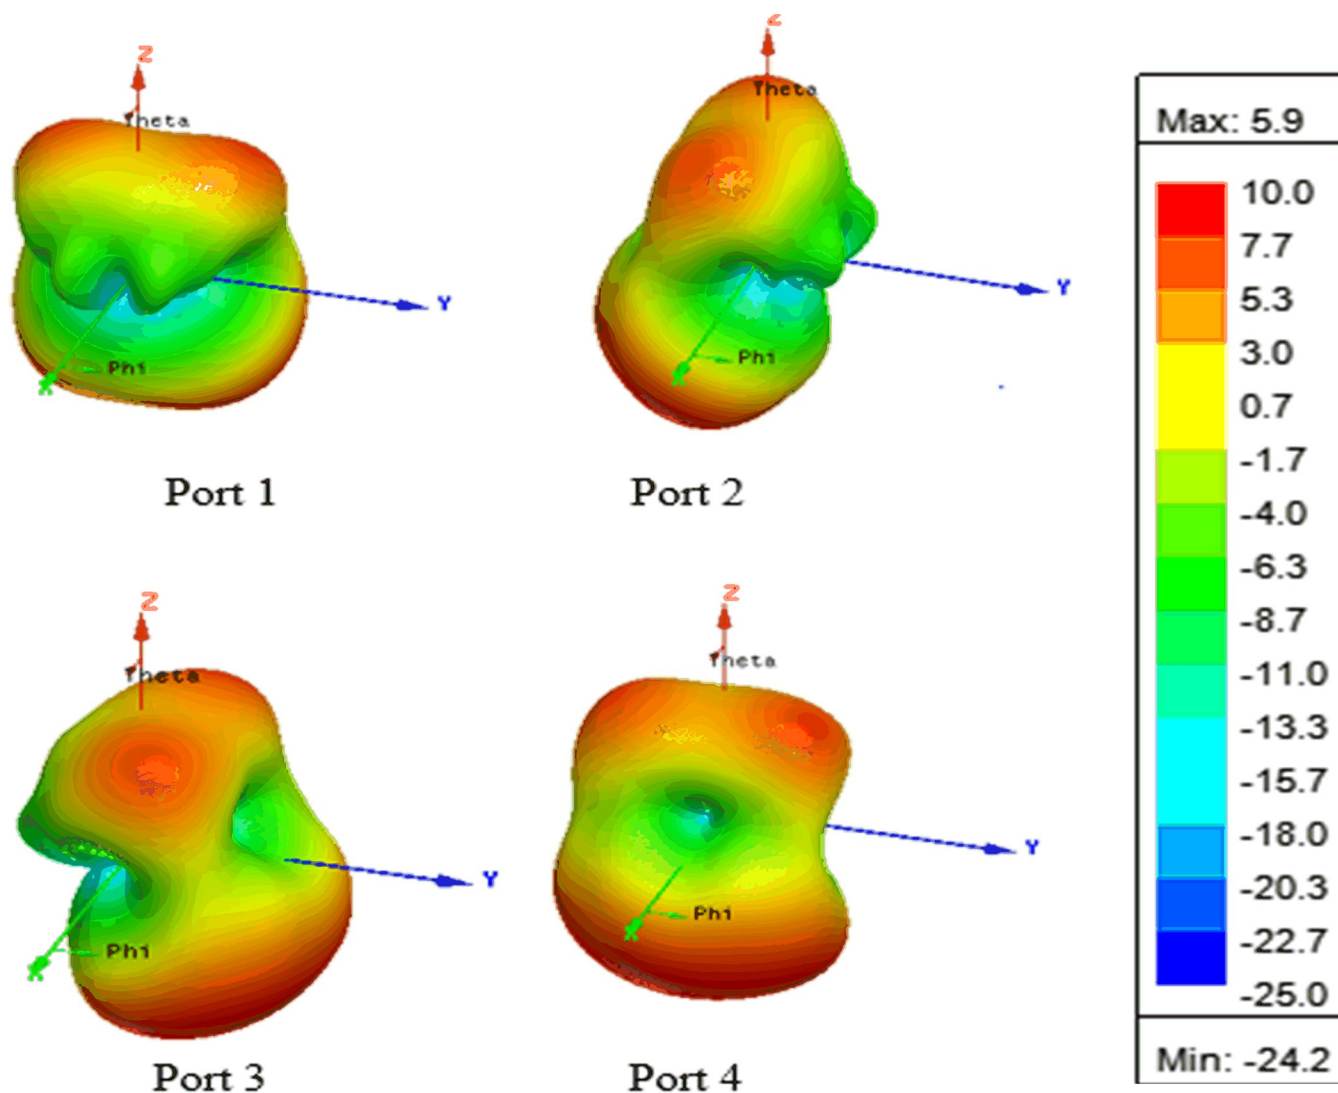 Z
Theta
Y
Phi
X
Port 1
Z
Theta
Y
Phi
X
Port 2
Z
Theta
Y
Phi
X
Port 3
Z
Theta
Y
Phi
X
Port 4
Max: 5.9
10.0
7.7
5.3
3.0
0.7
-1.7
-4.0
-6.3
-8.7
-11.0
-13.3
-15.7
-18.0
-20.3
-22.7
-25.0
Min: -24.2